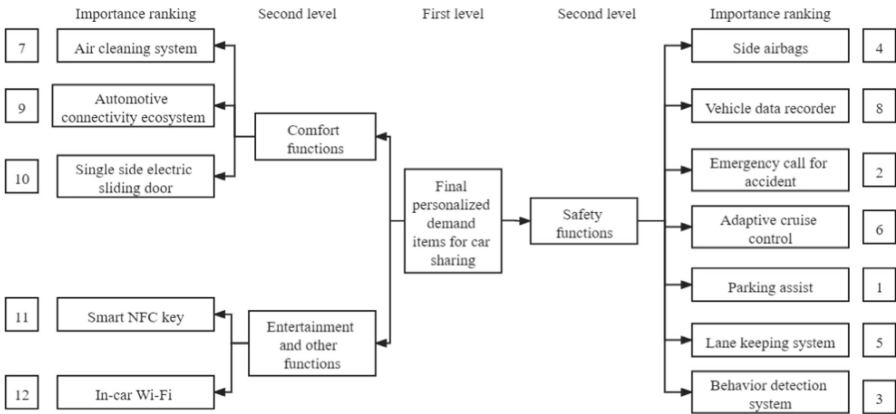 Importance ranking
Second level
First level
Second level
Importance ranking
7
Air cleaning system
9
Automotive
connectivity ecosystem
10
Single side electric
sliding door
Comfort
functions
11
Smart NFC key
12
In-car Wi-Fi
Entertainment
and other
functions
Final
personalized
demand
items for car
sharing
Safety
functions
Side airbags
4
Vehicle data recorder
8
Emergency call for
accident
2
Adaptive cruise
control
6
Parking assist
1
Lane keeping system
5
Behavior detection
system
3